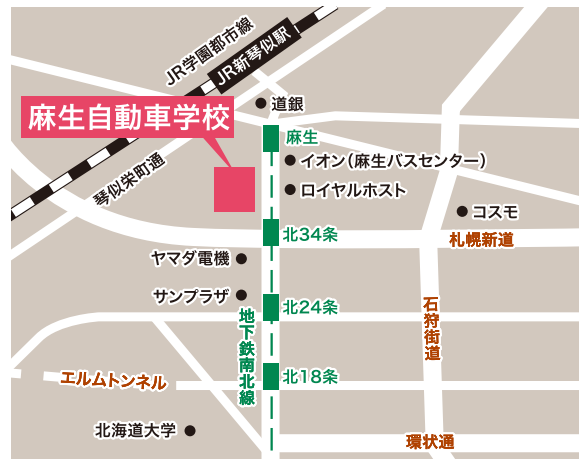 JR学園都市線
JR新琴似駅
道銀
麻生自動車学校
麻生
イオン（麻生バスセンター）
琴似栄町通
ロイヤルホスト
コスモ
北34条
札幌新道
ヤマダ電機
サンプラザ
北24条
地下鉄南北線
石狩街道
エルムトンネル
北18条
北海道大学
環状通